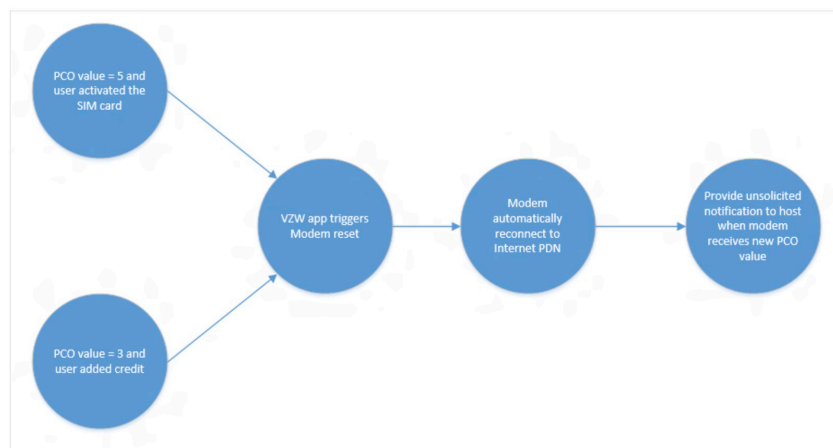 PCO value = 5 and
user activated the
SIM card
VZW app triggers
Modem reset
Modem
automatically
reconnect to
Internet PDN
Provide unsolicited
notification to host
when modem
receives new PCO
value
PCO value = 3 and
user added credit